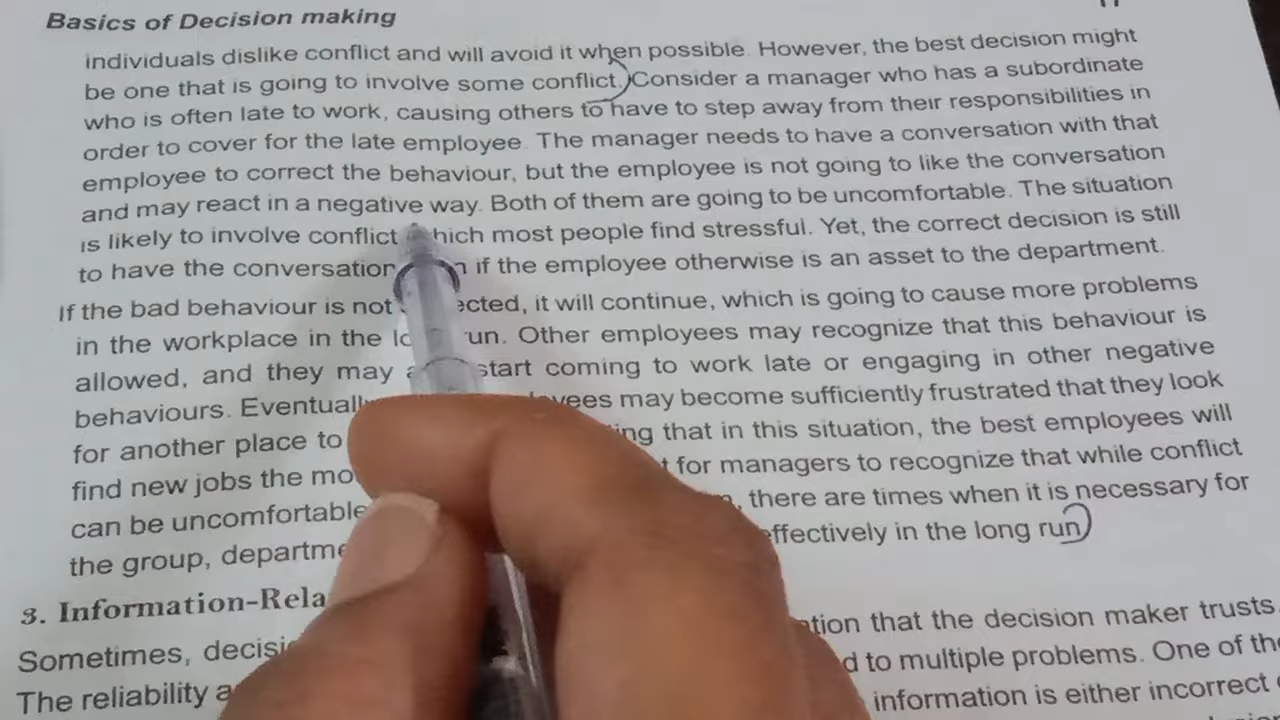 Basics of Decision making
individuals dislike conflict and will avoid it when possible. However, the best decision might
be one that is going to involve some conflict. Consider a manager who has a subordinate
who is often late to work, causing others to have to step away from their responsibilities in
order to cover for the late employee. The manager needs to have a conversation with that
employee to correct the behaviour, but the employee is not going to like the conversation
and may react in a negative way. Both of them are going to be uncomfortable. The situation
is likely to involve conflict which most people find stressful. Yet, the correct decision is still
to have the conversation if the employee otherwise is an asset to the department.
If the bad behaviour is not it will continue, which is going to cause more problems
in the workplace in the run. Other employees may recognize that this behaviour is
allowed, and they may start coming to work late or engaging in other negative
behaviours. may become sufficiently frustrated that they look
for another place to that in this situation, the best employees will
find new jobs the for managers to recognize that while conflict
can be uncomfortable there are times when it is necessary for
the group, effectively in the long run
3.
Sometimes, that the decision maker trusts.
The reliability to multiple problems. One of
information is either incorrect